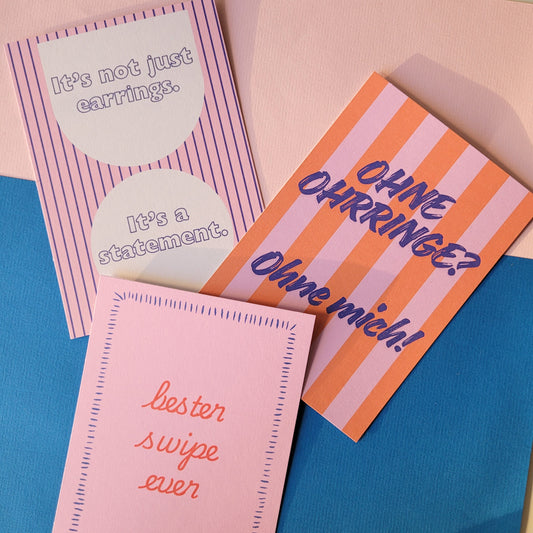 It's not just
earrings.
It's a
statement.
OHNE
OHRRINGE?
Ohne mich!
bester
swipe
ever